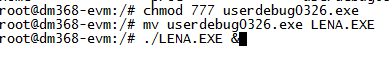 root@dm368-evm:/# chmod 777 userdebug0326.exe
root@dm368-evm:/# mv userdebug0326.exe LENA.EXE
root@dm368-evm:/# ./LENA.EXE &